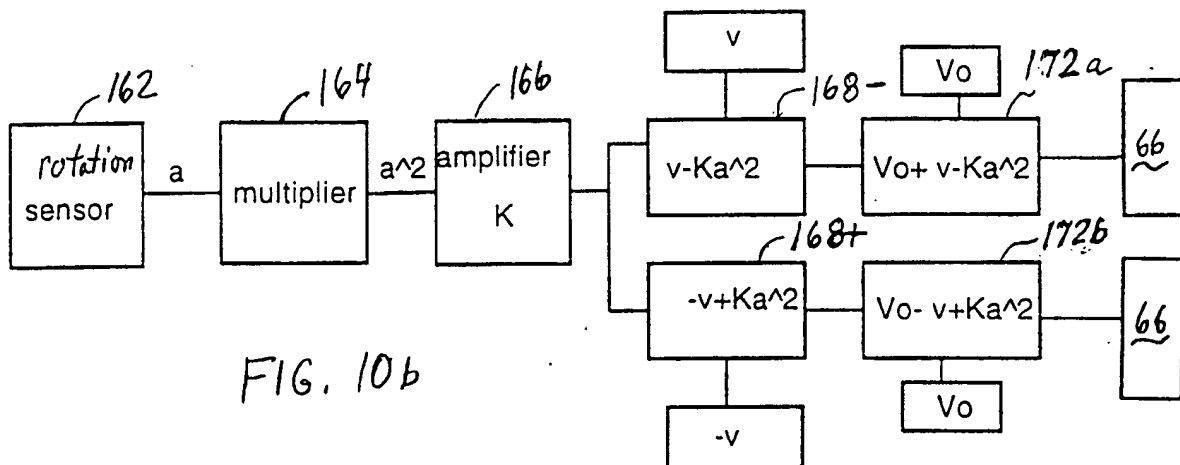 v
162
164
166
168-
Vo
172a
rotation
sensor
a
multiplier
a^2
amplifier
K
v-Ka^2
Vo+ v-Ka^2
66
168+
172b
-v+Ka^2
Vo- v+Ka^2
66
FIG. 10b
-v
Vo